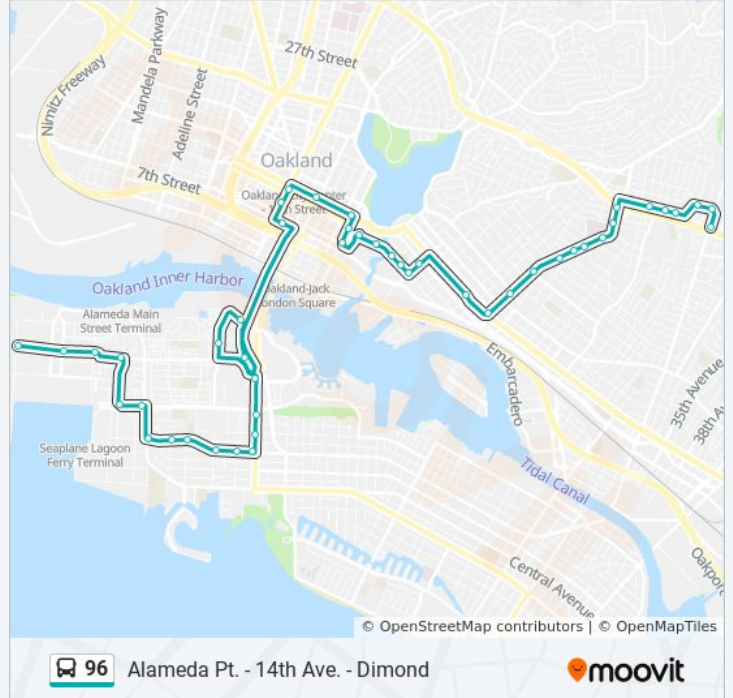 27th Street
Nimitz Freeway
Mandela Parkway
Adeline Street
Oakland
7th Street
Street
Oakland Inner Harbor
Oakland-Jack
London Square
Alameda Main
Street Terminal
Embarcadero
35th Avenue
38th A
Seaplane Lagoon
Ferry Terminal
Tidal Canal
Oakport
Central Avenue
© OpenStreetMap contributors | © OpenMapTiles
96 Alameda Pt. - 14th Ave. - Dimond
moovit